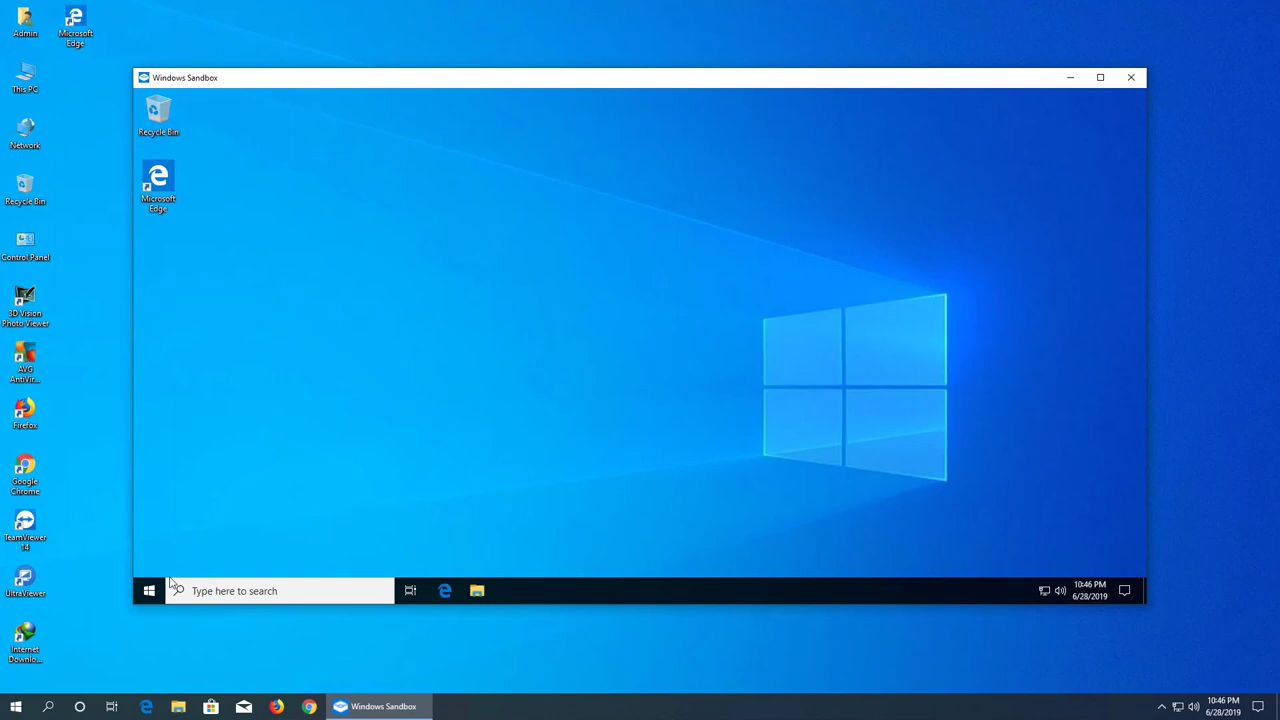 Admin
Microsoft
Edge
This PC
Network
Recycle Bin
Control Panel
3D Vision
Photo Viewer
AVG
AntiVir...
Firefox
Google
Chrome
TeamViewer
14
UltraViewer
Internet
Downlo...
Windows Sandbox
Recycle Bin
Microsoft
Edge
Type here to search
10:46 PM
6/28/2019
Windows Sandbox
10:46 PM
6/28/2019